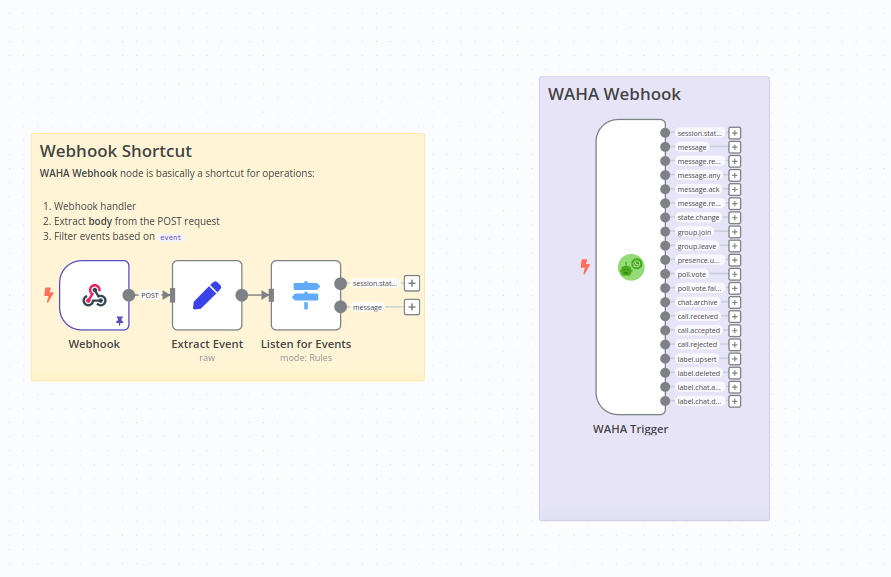 Webhook Shortcut
WAHA Webhook node is basically a shortcut for operations:
1. Webhook handler
2. Extract body from the POST request
3. Filter events based on event
POST
session.stat...
message
Webhook
Extract Event
raw
Listen for Events
mode: Rules
WAHA Webhook
session.stat...
message
message.re...
message.any
message.ack
message.re...
state.change
group.join
group.leave
presence.u...
poll.vote
poll.vote.fai...
chat.archive
call.received
call.accepted
call.rejected
label.upsert
label.deleted
label.chat.a...
label.chat.d...
WAHA Trigger